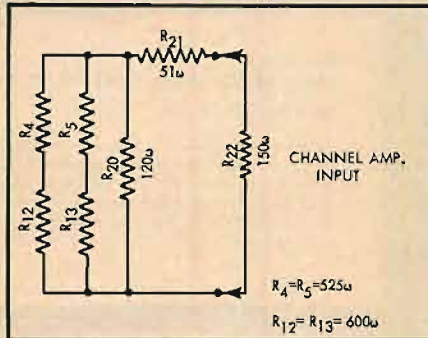 R21
51ω
R4
R5
R20
120ω
R22
150ω
R12
R13
CHANNEL AMP.
INPUT
R4=R5=525ω
R12=R13=600ω